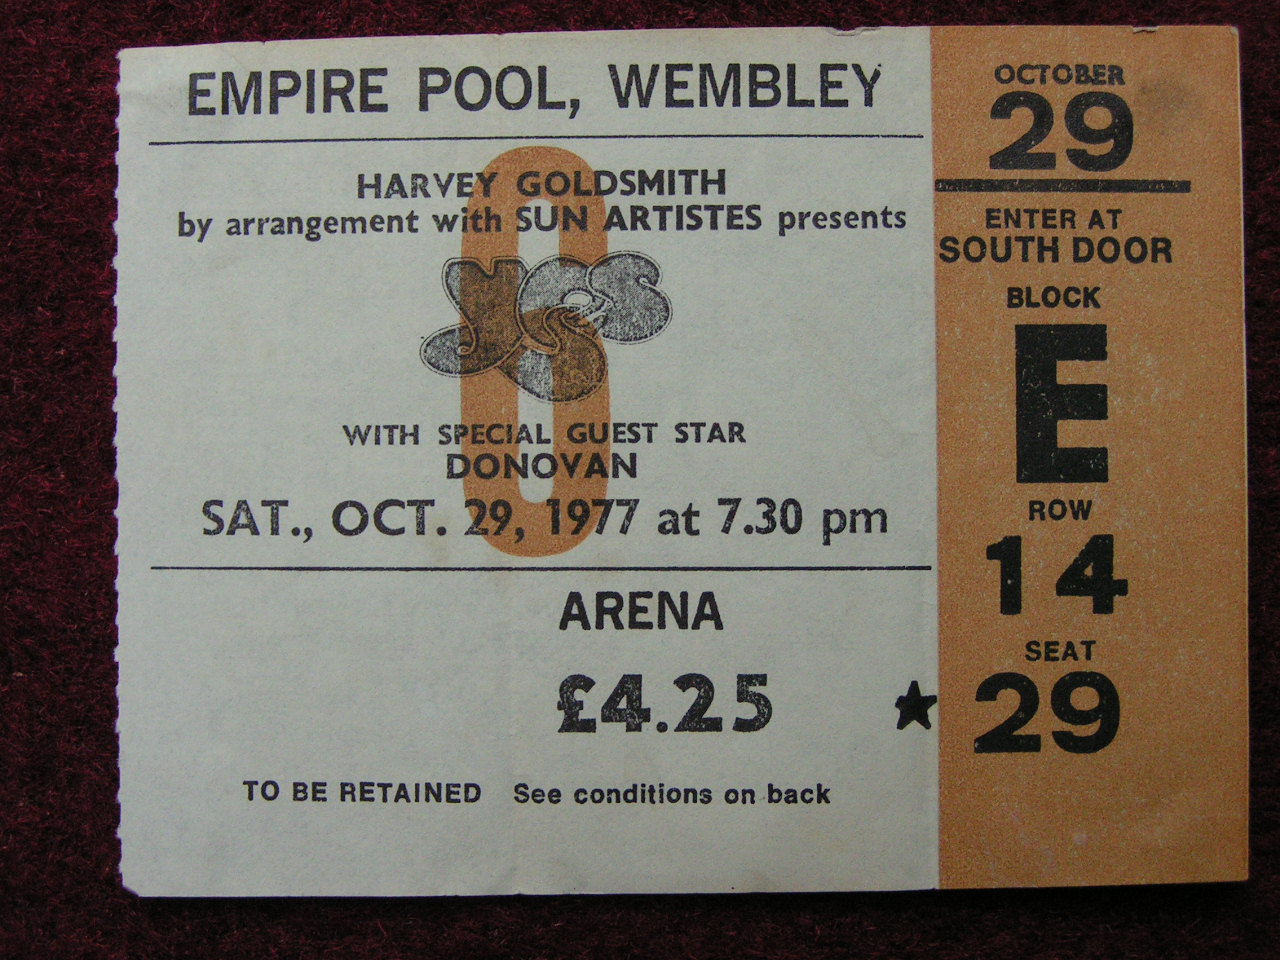 EMPIRE POOL, WEMBLEY
HARVEY GOLDSMITH
by arrangement with SUN ARTISTES presents
YES
6
WITH SPECIAL GUEST STAR
DONOVAN
SAT., OCT. 29, 1977 at 7.30 pm
ARENA
£4.25
TO BE RETAINED See conditions on back
OCTOBER
29
ENTER AT
SOUTH DOOR
BLOCK
E
ROW
14
SEAT
★ 29